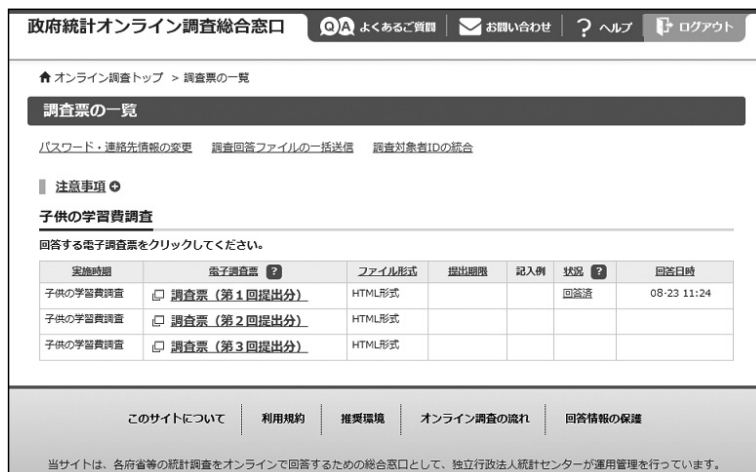 政府統計オンライン調査総合窓口 Q A よくあるご質問 お問い合わせ ? ヘルプ ログアウト
オンライン調査トップ > 調査票の一覧
調査票の一覧
パスワード・連絡先情報の変更 調査回答ファイルの一括送信 調査対象者IDの統合
注意事項
子供の学習費調査
回答する電子調査票をクリックしてください。
実施時期 電子調査票 ? ファイル形式 提出期限 記入例 状況 ? 回答日時
子供の学習費調査 調査票（第１回提出分） HTML形式 回答済 08-23 11:24
子供の学習費調査 調査票（第２回提出分） HTML形式
子供の学習費調査 調査票（第３回提出分） HTML形式
このサイトについて 利用規約 推奨環境 オンライン調査の流れ 回答情報の保護
当サイトは、各府省等の統計調査をオンラインで回答するための総合窓口として、独立行政法人統計センターが運用管理を行っています。